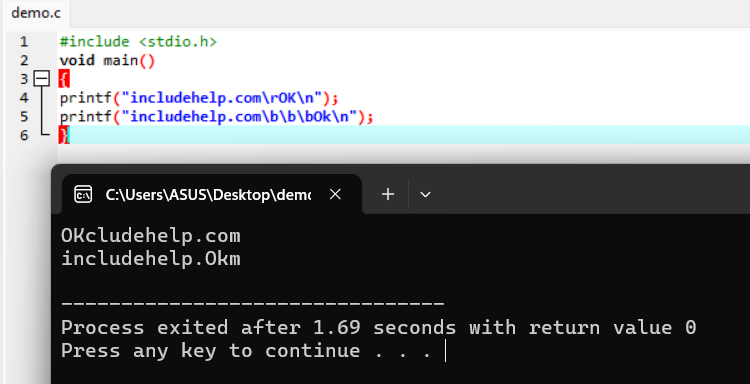 demo.c
1 #include <stdio.h>
2 void main()
3 {
4 printf("includehelp.com\rOK\n");
5 printf("includehelp.com\b\b\bOk\n");
6 }
C:\Users\ASUS\Desktop\demo
OKcludehelp.com
includehelp.Okm
--------------------------------
Process exited after 1.69 seconds with return value 0
Press any key to continue . . .